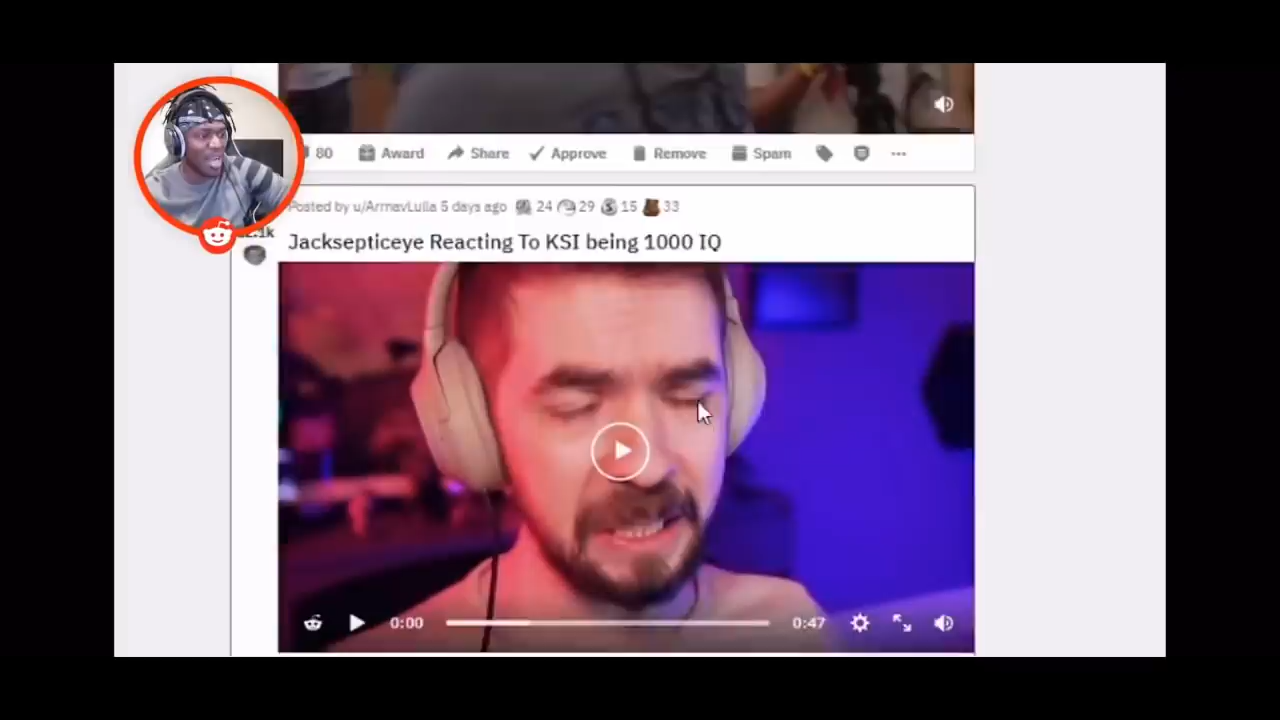 80 Award Share Approve Remove Spam
Posted by u/ArmavLulla 5 days ago 24 29 15 33
Jacksepticeye Reacting To KSI being 1000 IQ
0:00 0:47